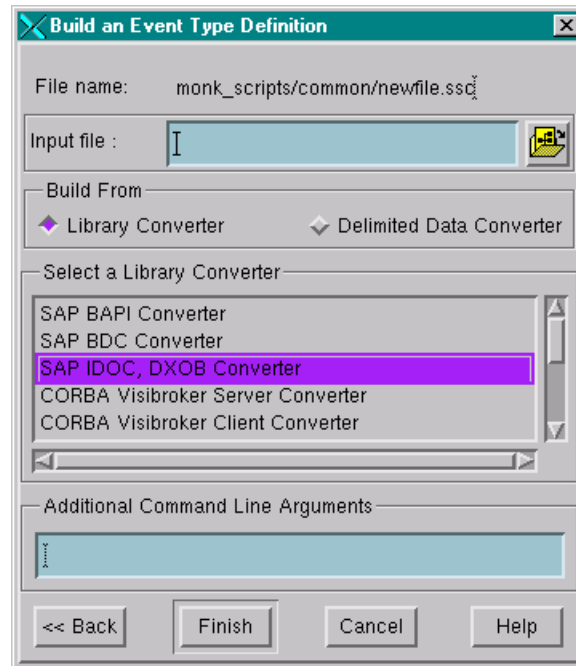 Build an Event Type Definition
File name: monk_scripts/common/newfile.ssc
Input file :
Build From
Library Converter Delimited Data Converter
Select a Library Converter
SAP BAPI Converter
SAP BDC Converter
SAP IDOC, DXOB Converter
CORBA Visibroker Server Converter
CORBA Visibroker Client Converter
Additional Command Line Arguments
<< Back Finish Cancel Help